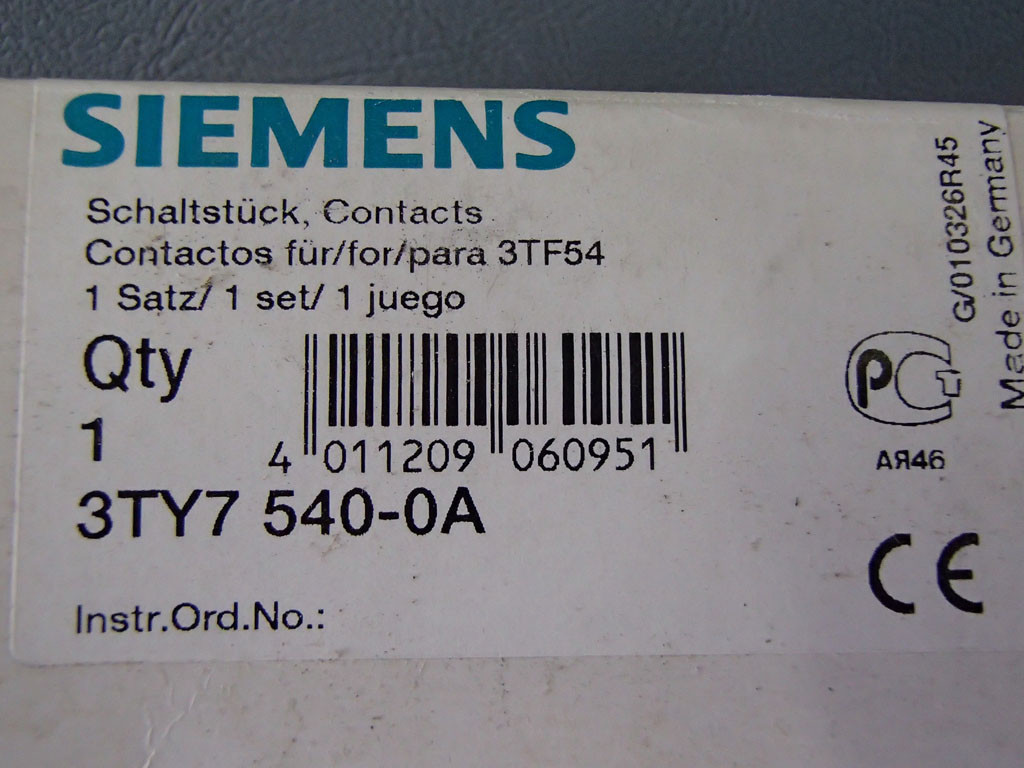 SIEMENS
Schaltstück, Contacts
Contactos für/for/para 3TF54
1 Satz/ 1 set/ 1 juego
Qty
1
4 011209 060951
3TY7 540-0A
Instr.Ord.No.:
G/010326R45
Made in Germany
PC
АЯ46
CE